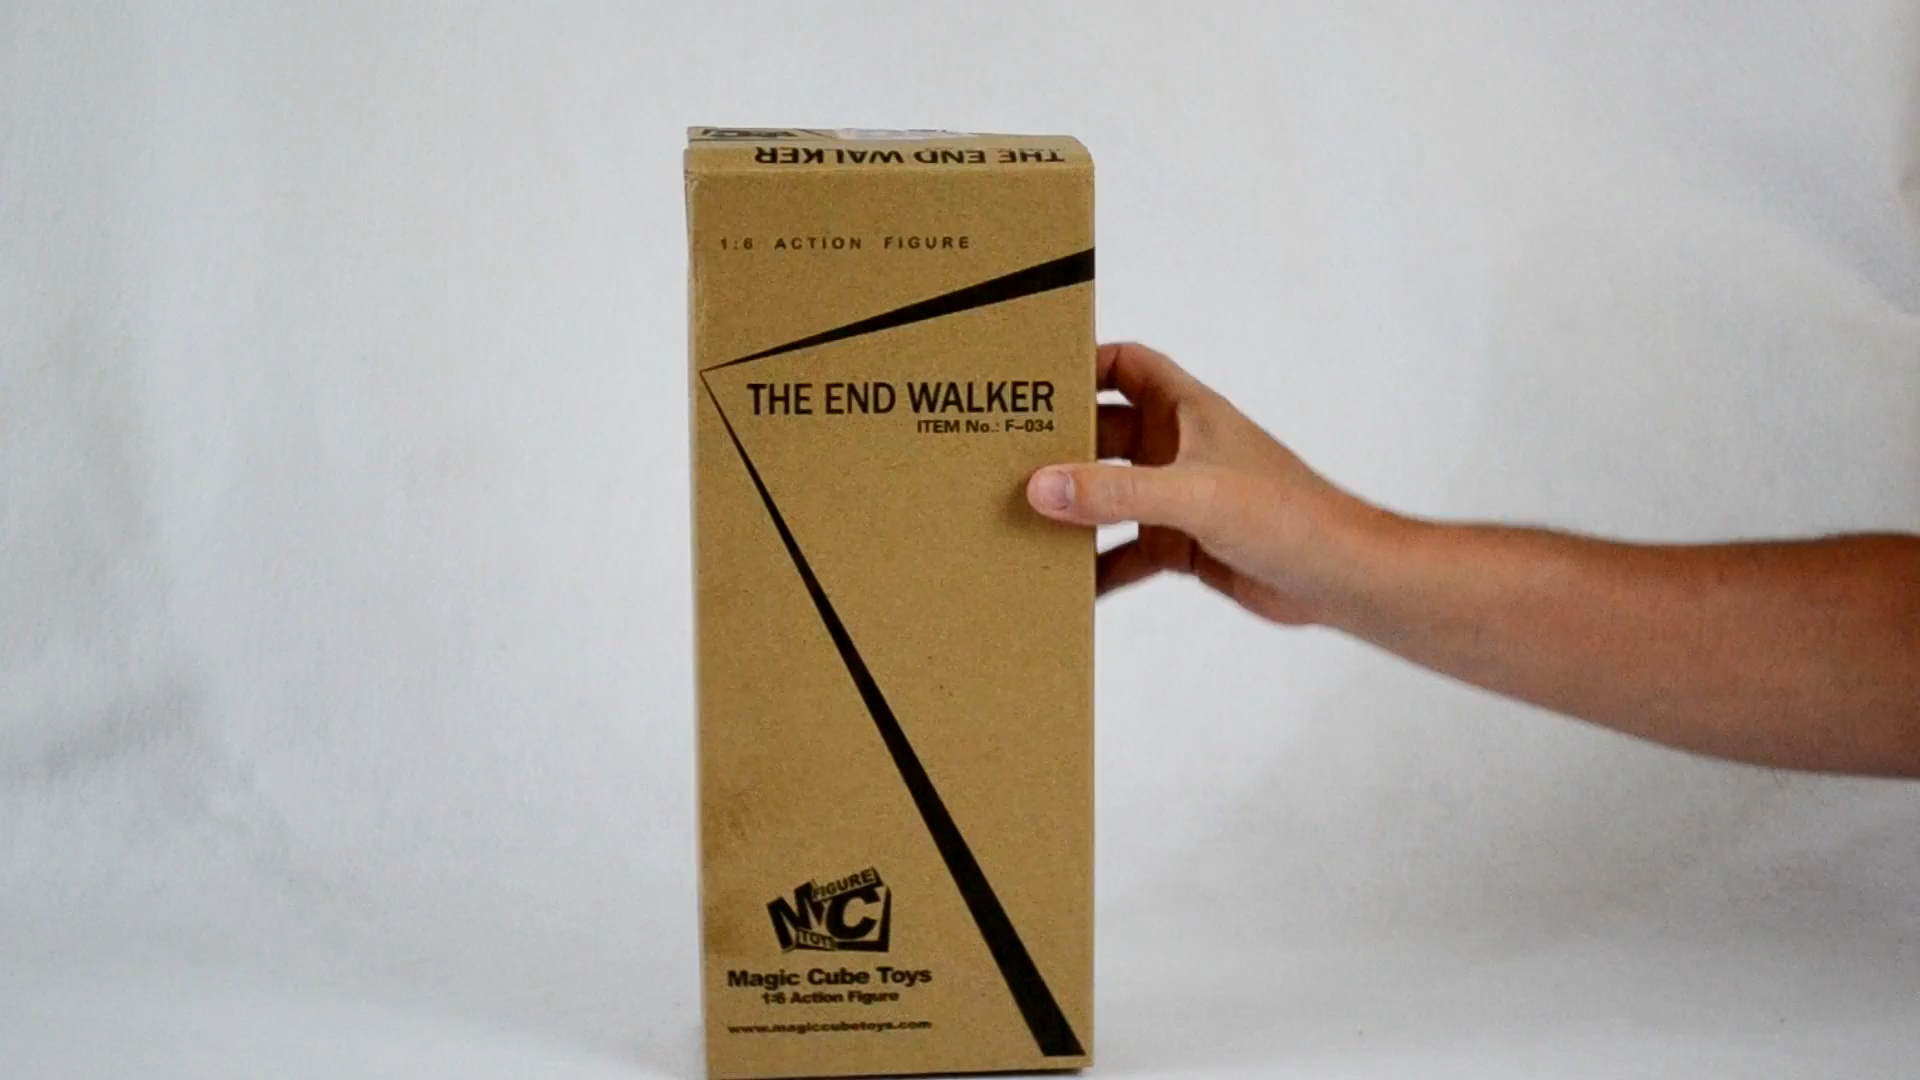 THE END WALKER
1:6 ACTION FIGURE
THE END WALKER
ITEM No.: F-034
FIGURE
MC
TOYS
Magic Cube Toys
1:6 Action Figure
www.magiccubetoys.com